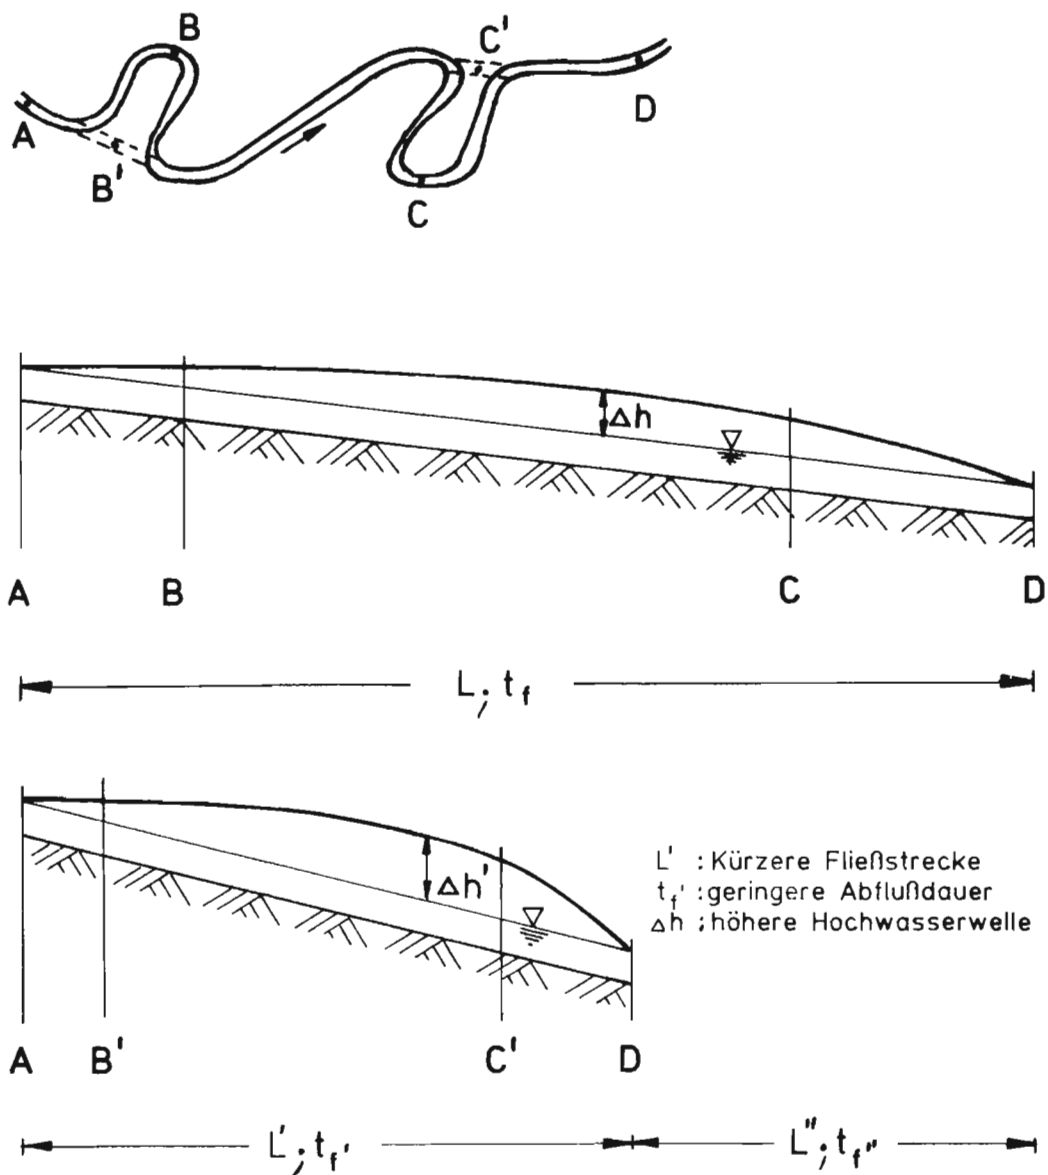 B
C'
A
D
B'
C
Δh
A B C D
L; t_f
Δh'
L' : Kürzere Fließstrecke
t_f' : geringere Abflußdauer
Δh ; höhere Hochwasserwelle
A B' C' D
L'; t_f' L"; t_f"